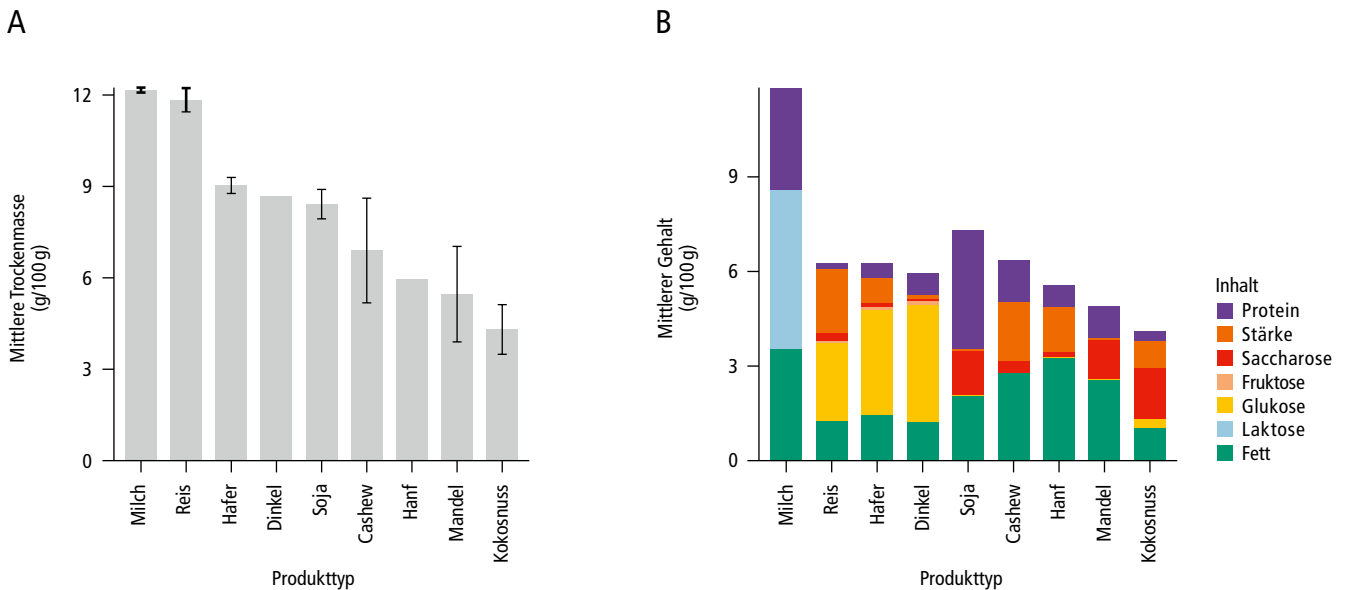 A
12
9
6
3
0
Mittlere Trockenmasse
(g/100g)
Milch
Reis
Hafer
Dinkel
Soja
Cashew
Hanf
Mandel
Kokosnuss
Produkttyp
B
9
6
3
0
Mittlerer Gehalt
(g/100g)
Milch
Reis
Hafer
Dinkel
Soja
Cashew
Hanf
Mandel
Kokosnuss
Produkttyp
Inhalt
Protein
Stärke
Saccharose
Fruktose
Glukose
Laktose
Fett